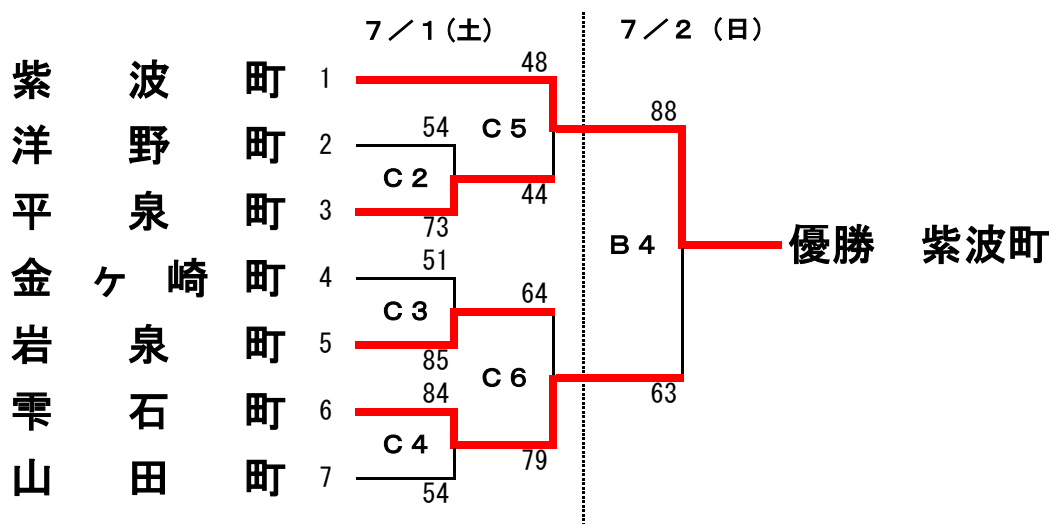 7／1(土)
7／2（日）
紫波町 1
48
88
洋野町 2
54
C5
C2
44
平泉町 3
73
B4
優勝　紫波町
金ヶ崎町 4
51
64
C3
岩泉町 5
85
C6
63
雫石町 6
84
C4
79
山田町 7
54